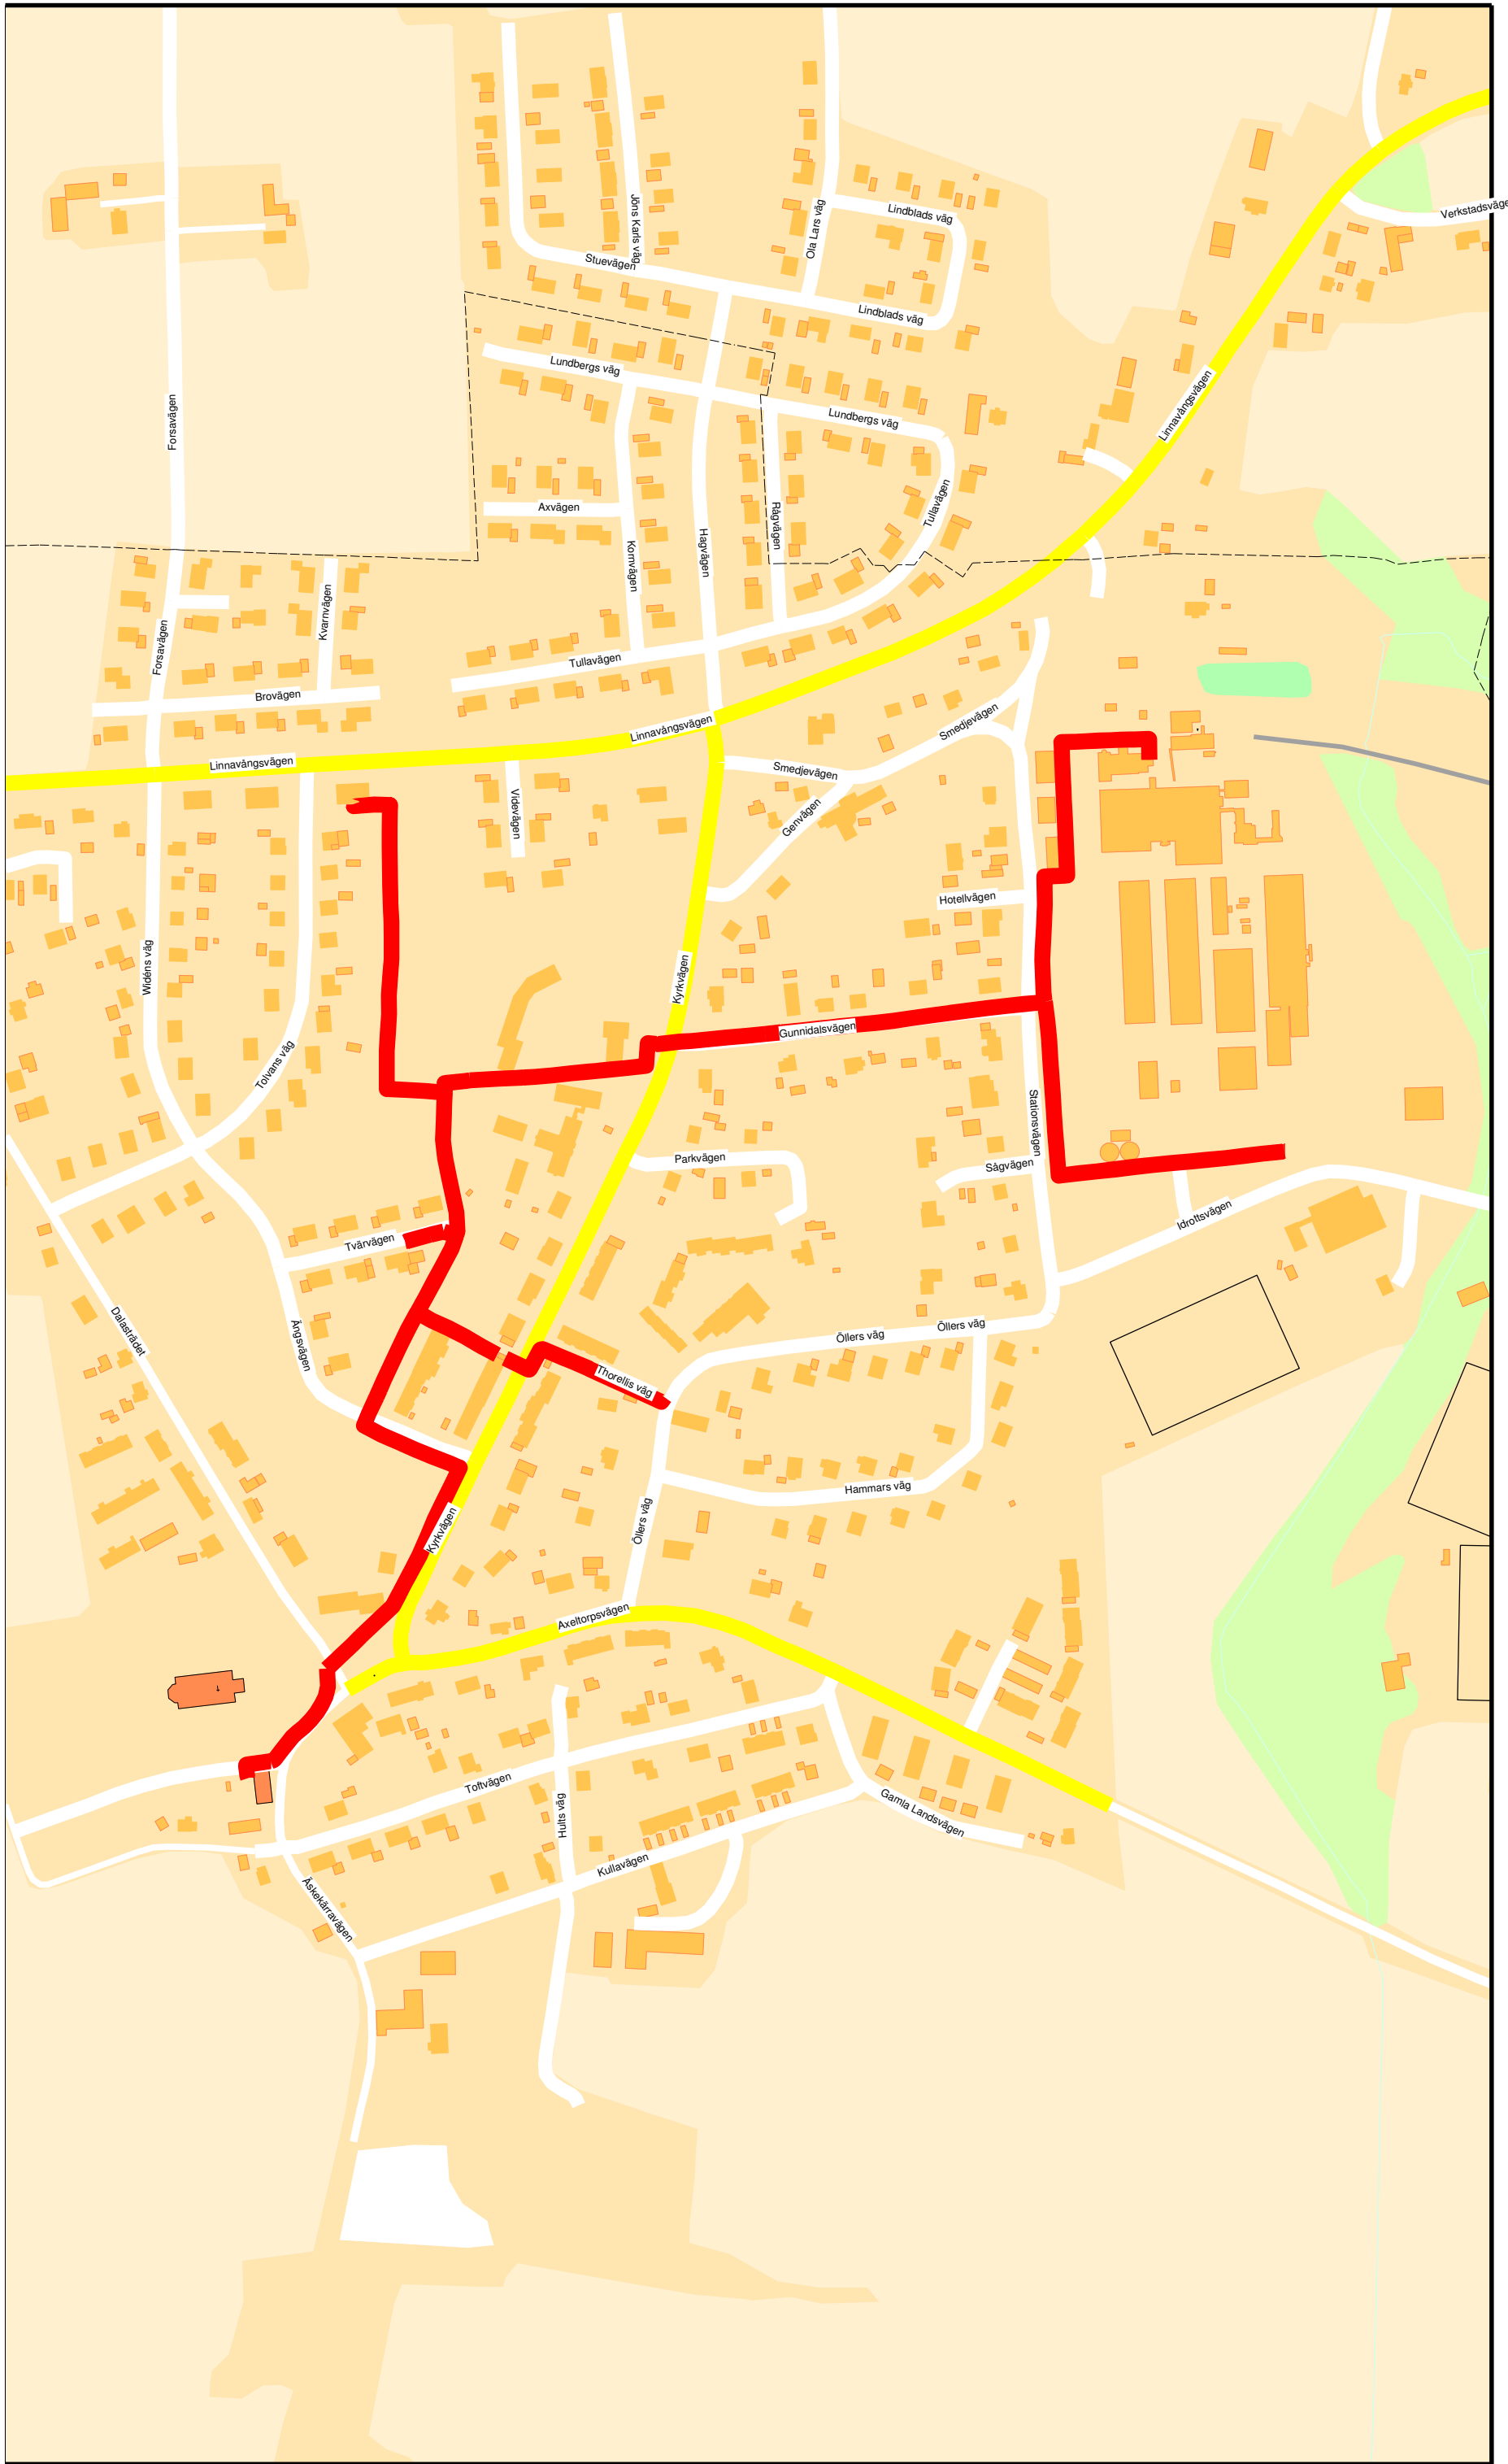 Jöns Karls väg
Ola Lars väg
Lindblads väg
Verkstadsväge
Stuevägen
Lindblads väg
Lundbergs väg
Lundbergs väg
Linnavångsvägen
Forsavägen
Axvägen
Tullavägen
Rågvägen
Hagvägen
Kornvägen
Kvarnvägen
Forsavägen
Tullavägen
Brovägen
Smedjevägen
Linnavångsvägen
Linnavångsvägen
Smedjevägen
Videvägen
Genvägen
Hotellvägen
Widéns väg
Kyrkvägen
Gunnidalsvägen
Tolvans väg
Stationsvägen
Parkvägen
Sågvägen
Idrottsvägen
Tvärvägen
Dalastrådet
Ängsvägen
Öllers väg
Öllers väg
Thorellis väg
Hammars väg
Öllers väg
Kyrkvägen
Axeltorpsvägen
Toftvägen
Hults väg
Gamla Landsvägen
Kullavägen
Äskekärravägen